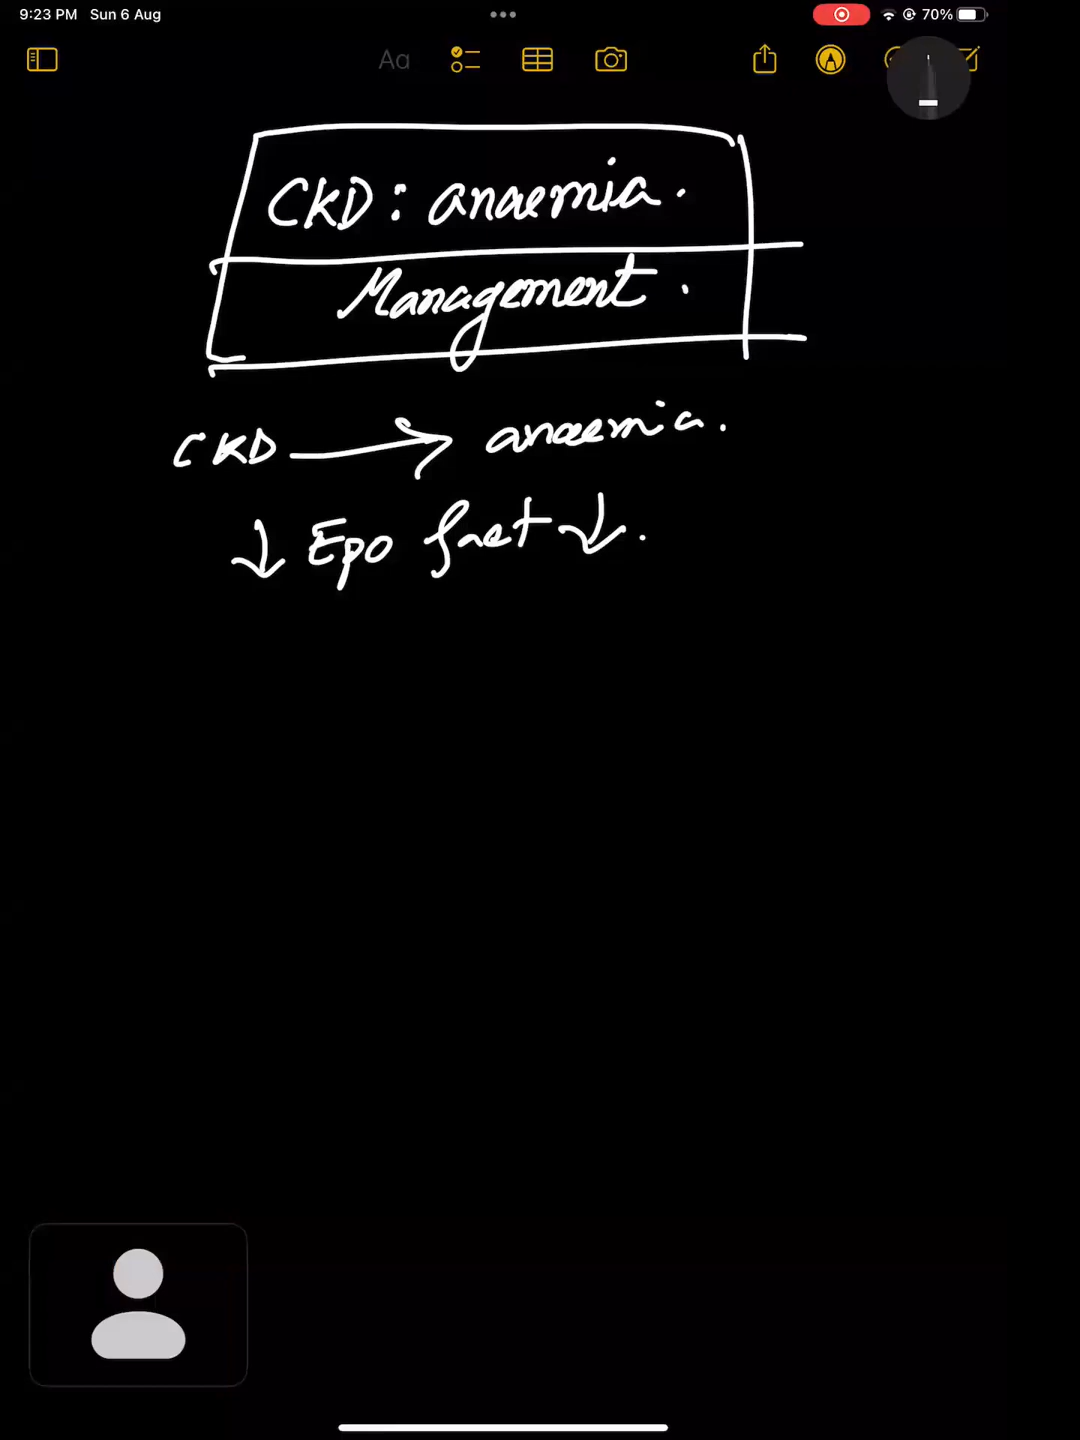 9:23 PM Sun 6 Aug
70%
Aa
CKD: anaemia.
Management.
CKD → anaemia.
↓ Epo fact ↓.